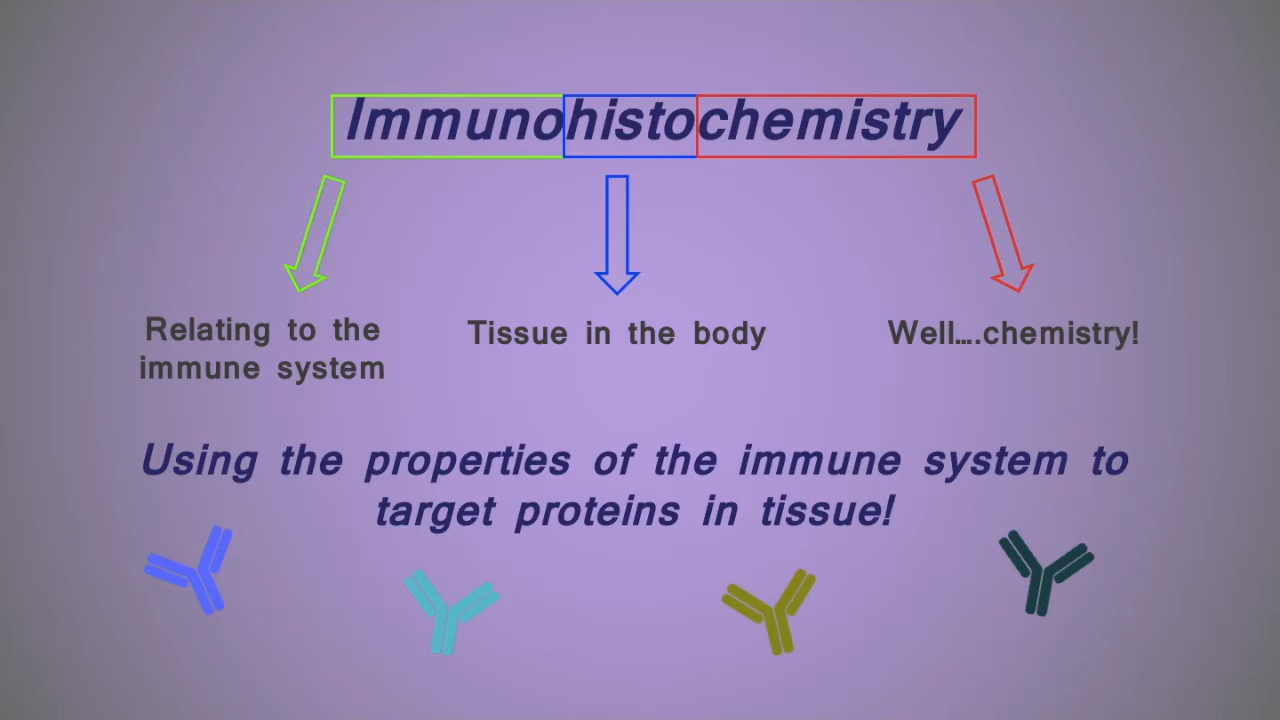 Immunohistochemistry
Relating to the
immune system
Tissue in the body
Well....chemistry!
Using the properties of the immune system to
target proteins in tissue!